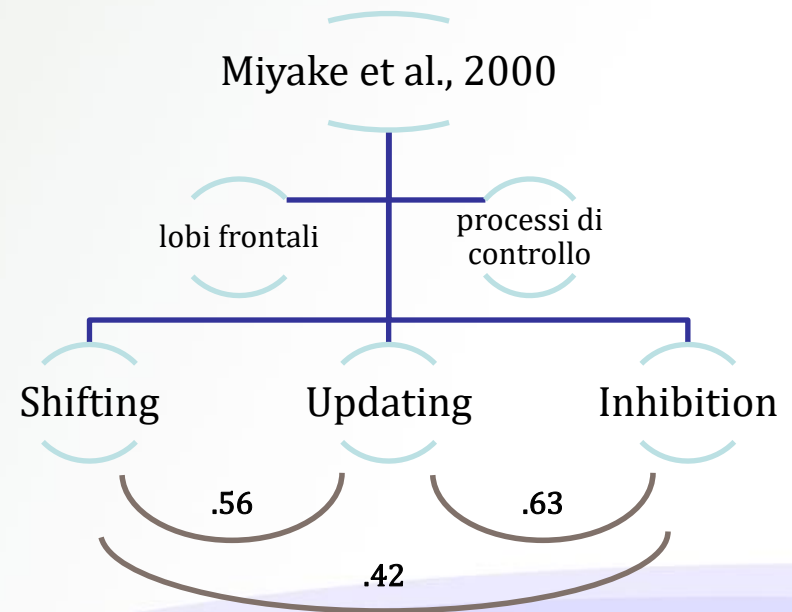 Miyake et al., 2000
lobi frontali
processi di
controllo
Shifting
Updating
Inhibition
.56
.63
.42